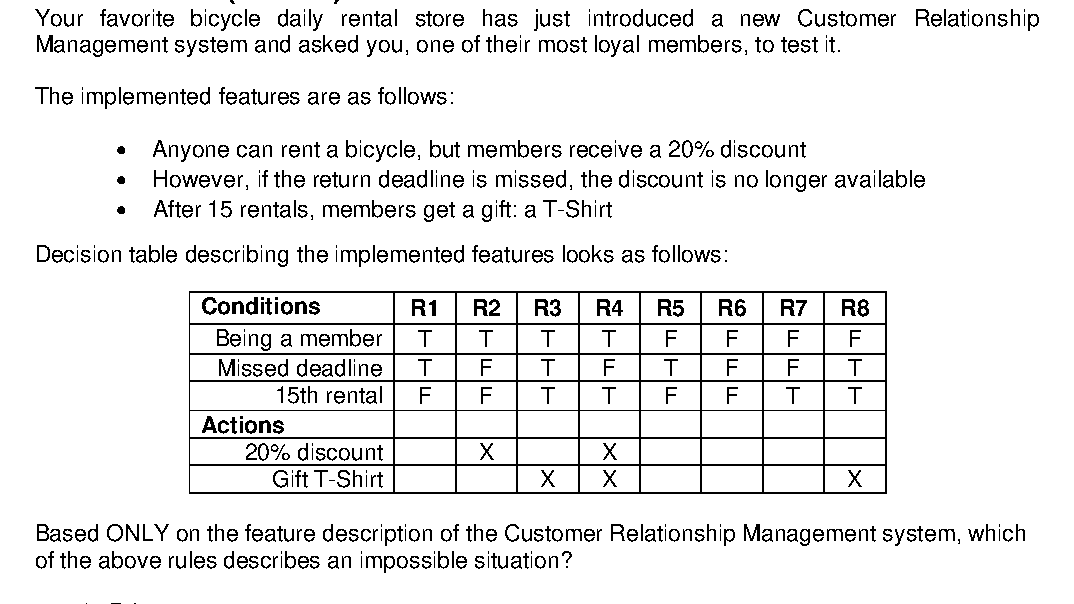 Your favorite bicycle daily rental store has just introduced a new Customer Relationship
Management system and asked you, one of their most loyal members, to test it.
The implemented features are as follows:
• Anyone can rent a bicycle, but members receive a 20% discount
• However, if the return deadline is missed, the discount is no longer available
• After 15 rentals, members get a gift: a T-Shirt
Decision table describing the implemented features looks as follows:
Conditions R1 R2 R3 R4 R5 R6 R7 R8
Being a member T T T T F F F F
Missed deadline T F T F T F F T
15th rental F F T T F F T T
Actions
20% discount X X
Gift T-Shirt X X X
Based ONLY on the feature description of the Customer Relationship Management system, which
of the above rules describes an impossible situation?